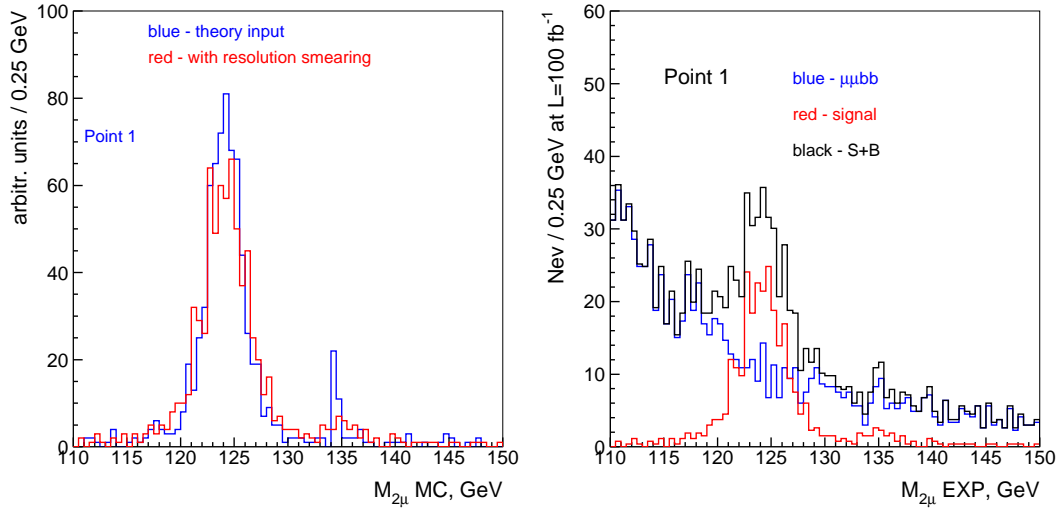 arbitr. units / 0.25 GeV
100
80
60
40
20
0
blue - theory input
red - with resolution smearing
Point 1
110 115 120 125 130 135 140 145 150
M2μ MC, GeV
Nev / 0.25 GeV at L=100 fb-1
60
50
40
30
20
10
0
Point 1
blue - μμbb
red - signal
black - S+B
110 115 120 125 130 135 140 145 150
M2μ EXP, GeV